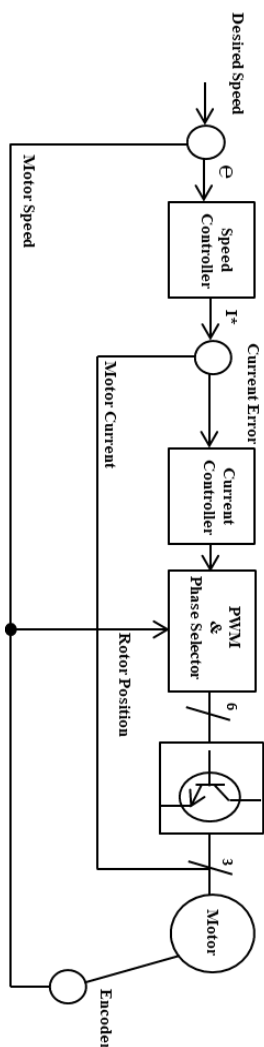 Desired Speed
e
Speed
Controller
I*
Current Error
Current
Controller
PWM
&
Phase Selector
6
3
Motor
Encoder
Rotor Position
Motor Current
Motor Speed